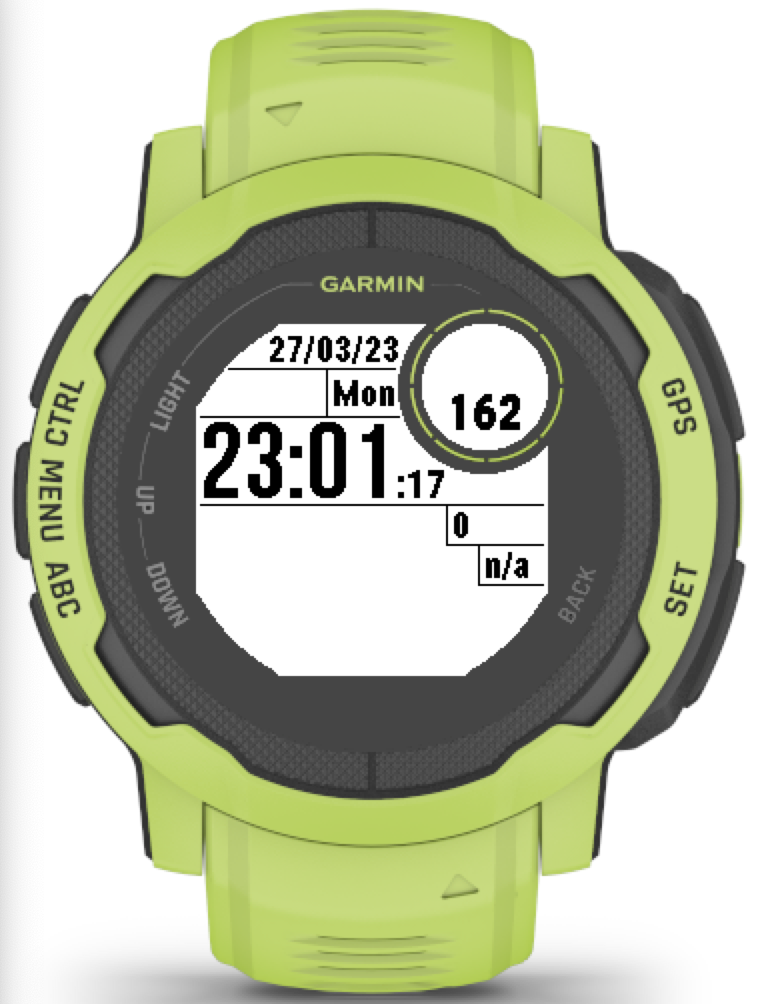 GARMIN
27/03/23
Mon
162
23:01:17
0
n/a
LIGHT
UP
DOWN
CTRL
MENU
ABC
GPS
SET
BACK